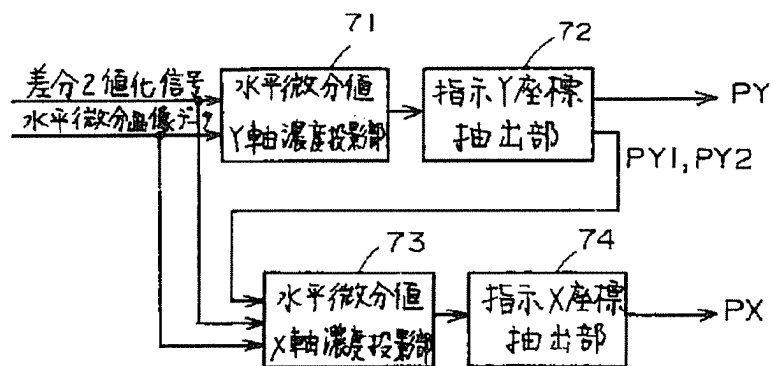 71
72
差分2値化信号
水平微分画像データ
水平微分値
Y軸濃度投影部
指示Y座標
抽出部
PY
PY1, PY2
73
74
水平微分値
X軸濃度投影部
指示X座標
抽出部
PX